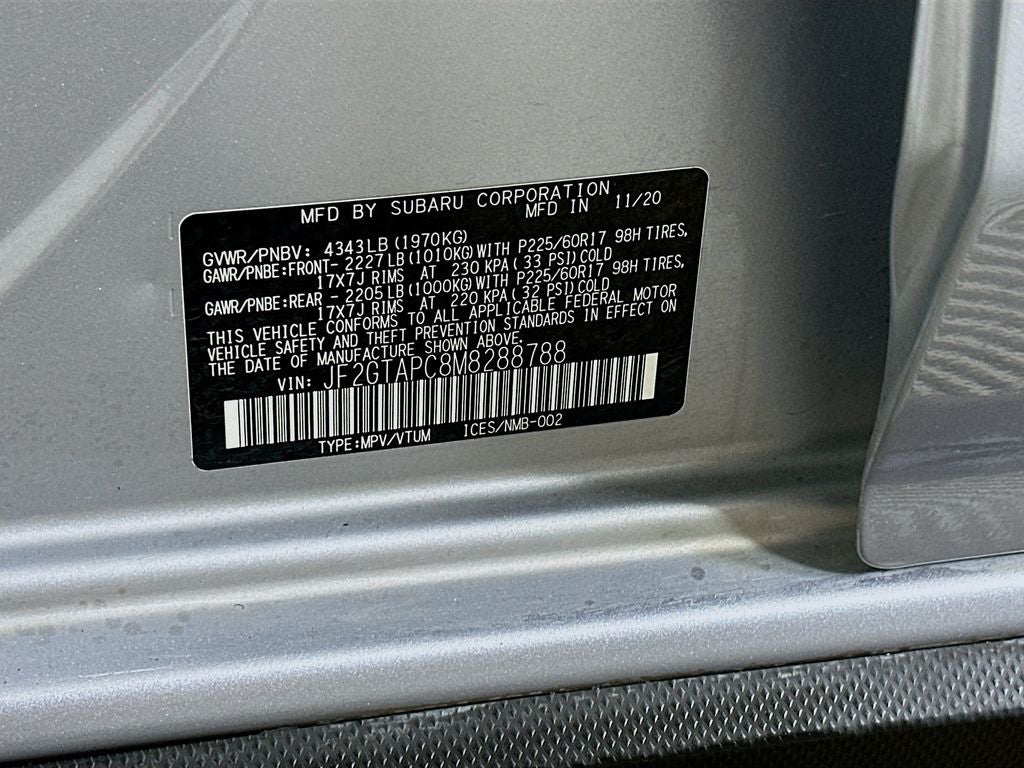 MFD BY SUBARU CORPORATION
MFD IN 11/20
GVWR/PNBV: 4343LB(1970KG)
GAWR/PNBE:FRONT- 2227LB(1010KG)WITH P225/60R17 98H TIRES,
17X7J RIMS AT 230 KPA(33 PSI)COLD
GAWR/PNBE:REAR - 2205LB(1000KG)WITH P225/60R17 98H TIRES,
17X7J RIMS AT 220 KPA(32 PSI)COLD
THIS VEHICLE CONFORMS TO ALL APPLICABLE FEDERAL MOTOR
VEHICLE SAFETY AND THEFT PREVENTION STANDARDS IN EFFECT ON
THE DATE OF MANUFACTURE SHOWN ABOVE.
VIN: JF2GTAPC8M8288788
TYPE:MPV/VTUM ICES/NMB-002